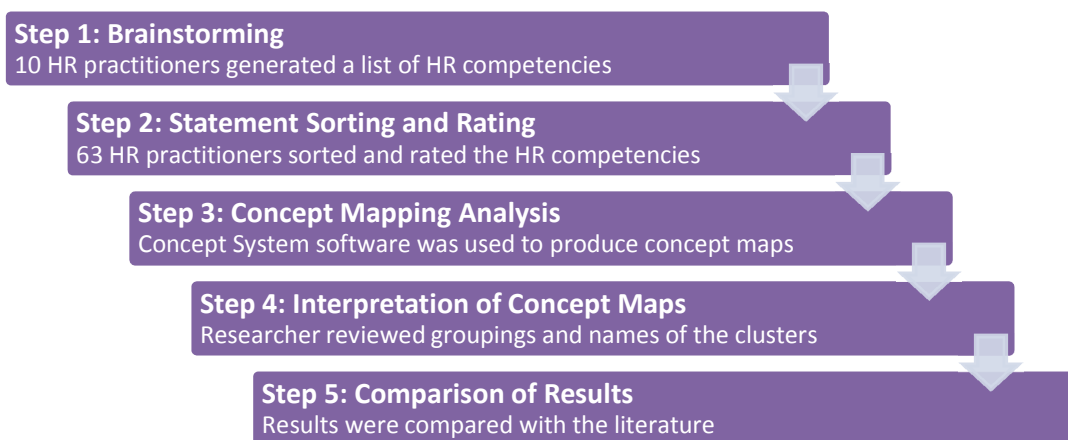 Step 1: Brainstorming
10 HR practitioners generated a list of HR competencies
Step 2: Statement Sorting and Rating
63 HR practitioners sorted and rated the HR competencies
Step 3: Concept Mapping Analysis
Concept System software was used to produce concept maps
Step 4: Interpretation of Concept Maps
Researcher reviewed groupings and names of the clusters
Step 5: Comparison of Results
Results were compared with the literature